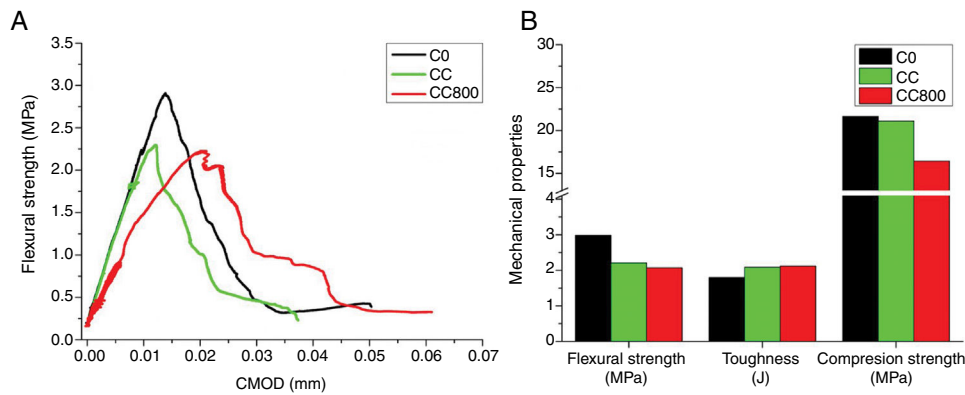 A
3.5
3.0
2.5
2.0
1.5
1.0
0.5
0.0
Flexural strength (MPa)
C0
CC
CC800
0.00 0.01 0.02 0.03 0.04 0.05 0.06 0.07
CMOD (mm)
B
30
25
20
15
4
3
2
1
0
Mechanical properties
C0
CC
CC800
Flexural strength Toughness Compresion strength
(MPa) (J) (MPa)